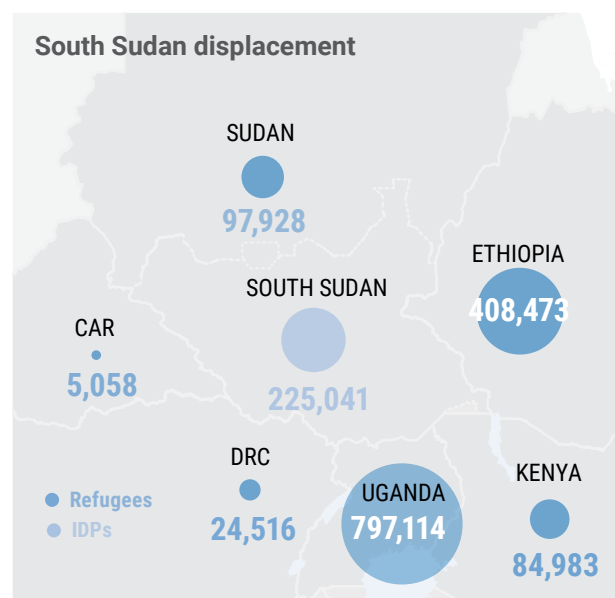 South Sudan displacement
SUDAN
97,928
ETHIOPIA
408,473
SOUTH SUDAN
225,041
CAR
5,058
DRC
24,516
UGANDA
797,114
KENYA
84,983
Refugees
IDPs